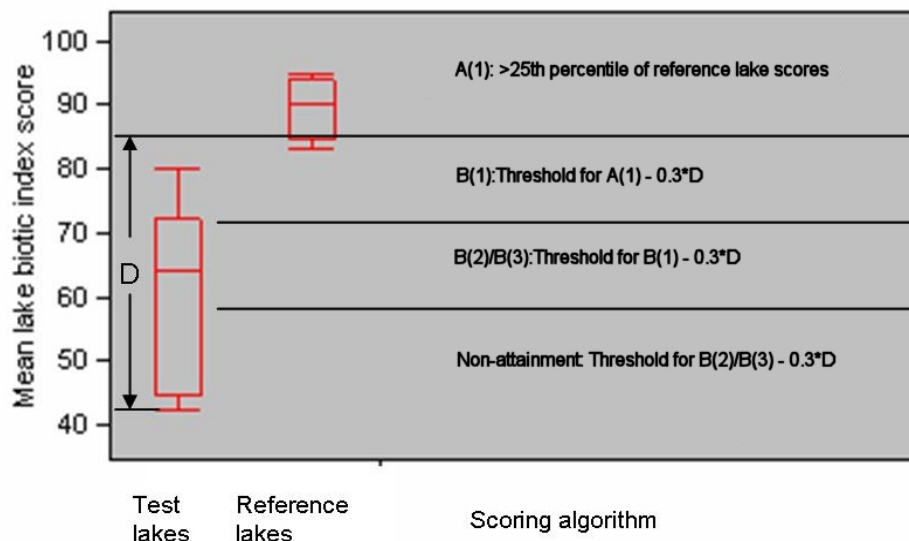 Mean lake biotic index score
100
90
80
70
60
50
40
A(1): >25th percentile of reference lake scores
B(1):Threshold for A(1) - 0.3*D
B(2)/B(3):Threshold for B(1) - 0.3*D
Non-attainment: Threshold for B(2)/B(3) - 0.3*D
D
Test
lakes
Reference
lakes
Scoring algorithm